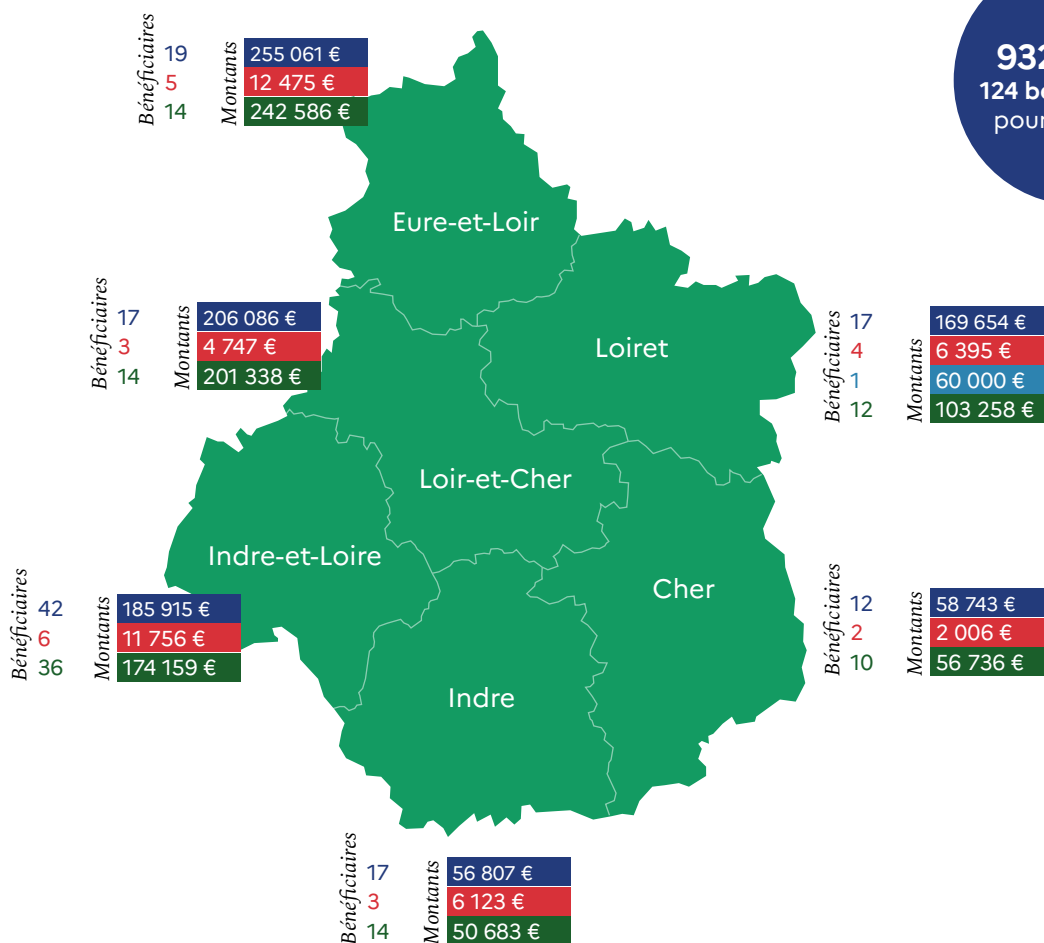 Bénéficiaires
19
5
14
Montants
255 061 €
12 475 €
242 586 €
932
124 be
pour
Eure-et-Loir
Bénéficiaires
17
3
14
Montants
206 086 €
4 747 €
201 338 €
Loiret
Bénéficiaires
17
4
1
12
Montants
169 654 €
6 395 €
60 000 €
103 258 €
Loir-et-Cher
Indre-et-Loire
Cher
Bénéficiaires
42
6
36
Montants
185 915 €
11 756 €
174 159 €
Bénéficiaires
12
2
10
Montants
58 743 €
2 006 €
56 736 €
Indre
Bénéficiaires
17
3
14
Montants
56 807 €
6 123 €
50 683 €